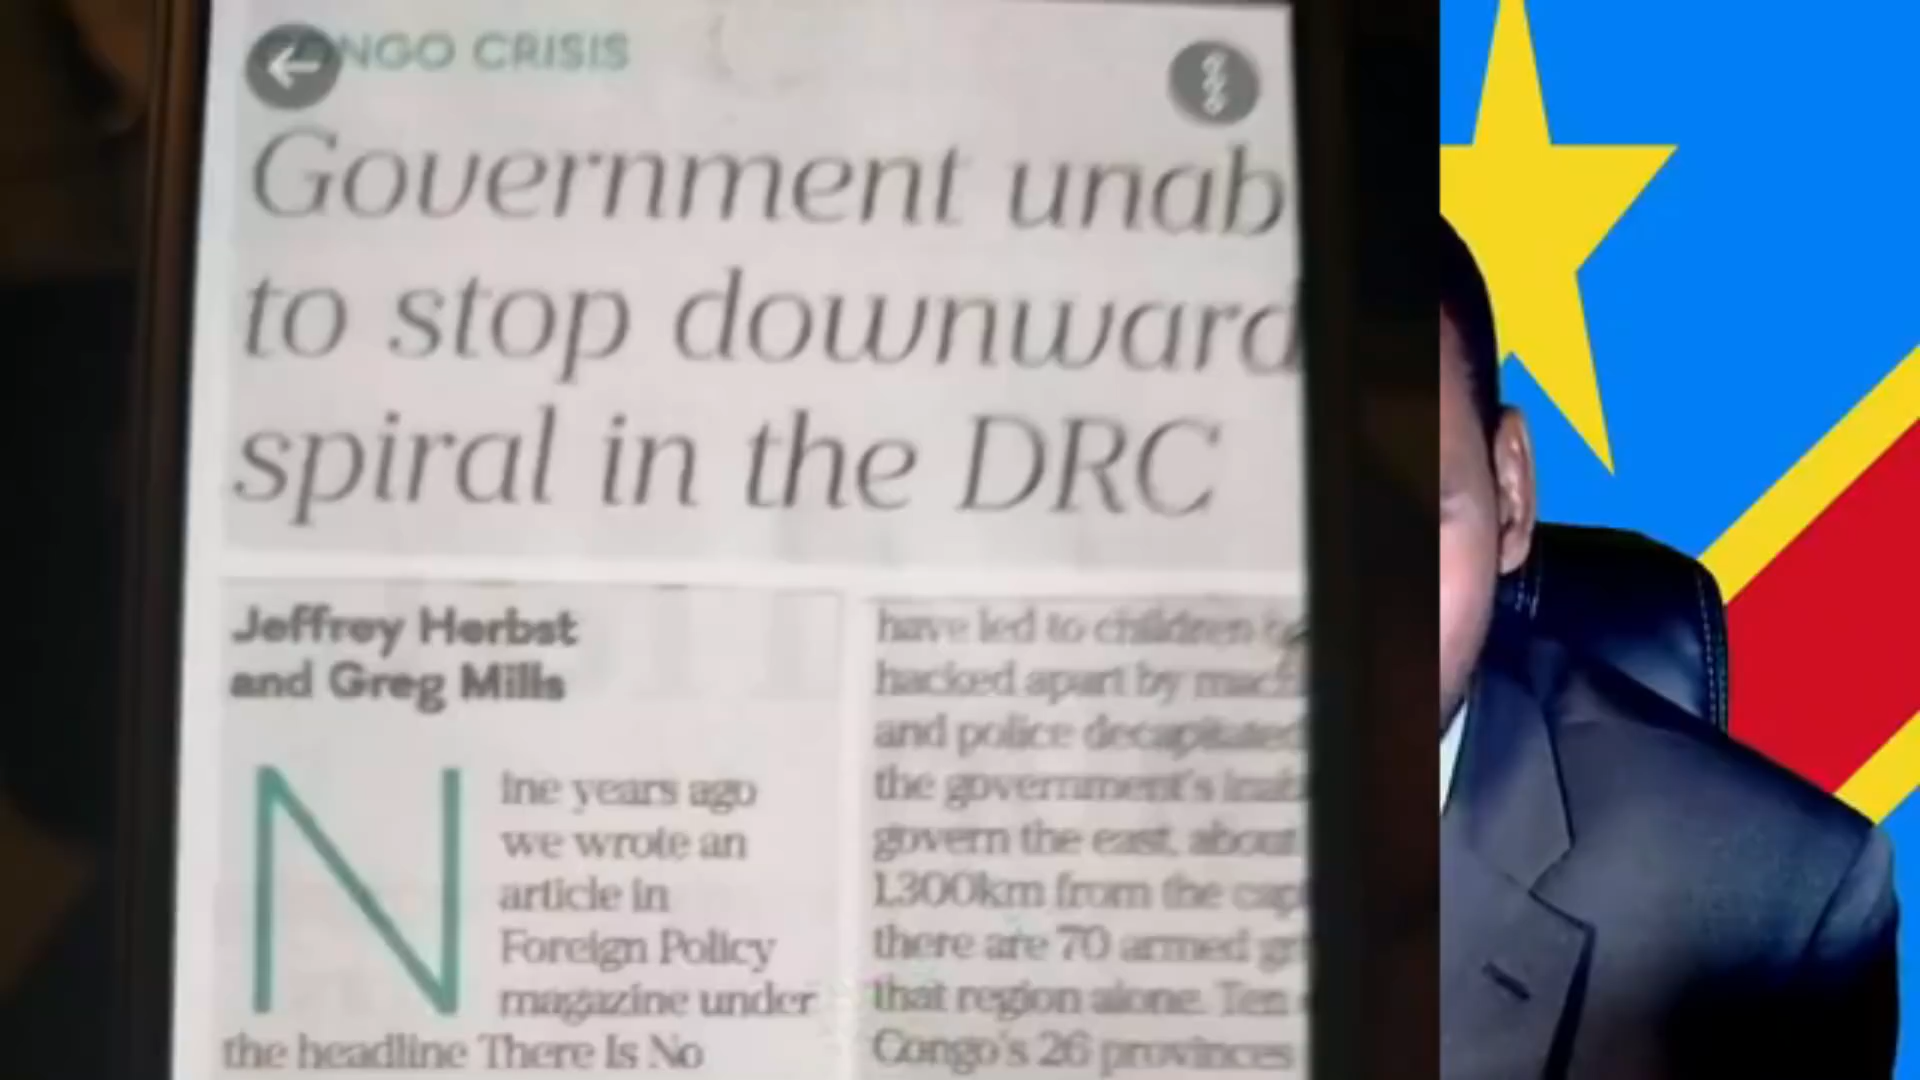 NGO CRISIS
Government unab
to stop downward
spiral in the DRC
Jeffrey Herbst
and Greg Mills
Nine years ago
we wrote an
article in
Foreign Policy
magazine under
the headline There Is No
have led to children
hacked apart by
and police decapitated
the government's
govern the east, about
1,300km from the
there are 70 armed
that region alone. Ten
Congo's 26 provinces